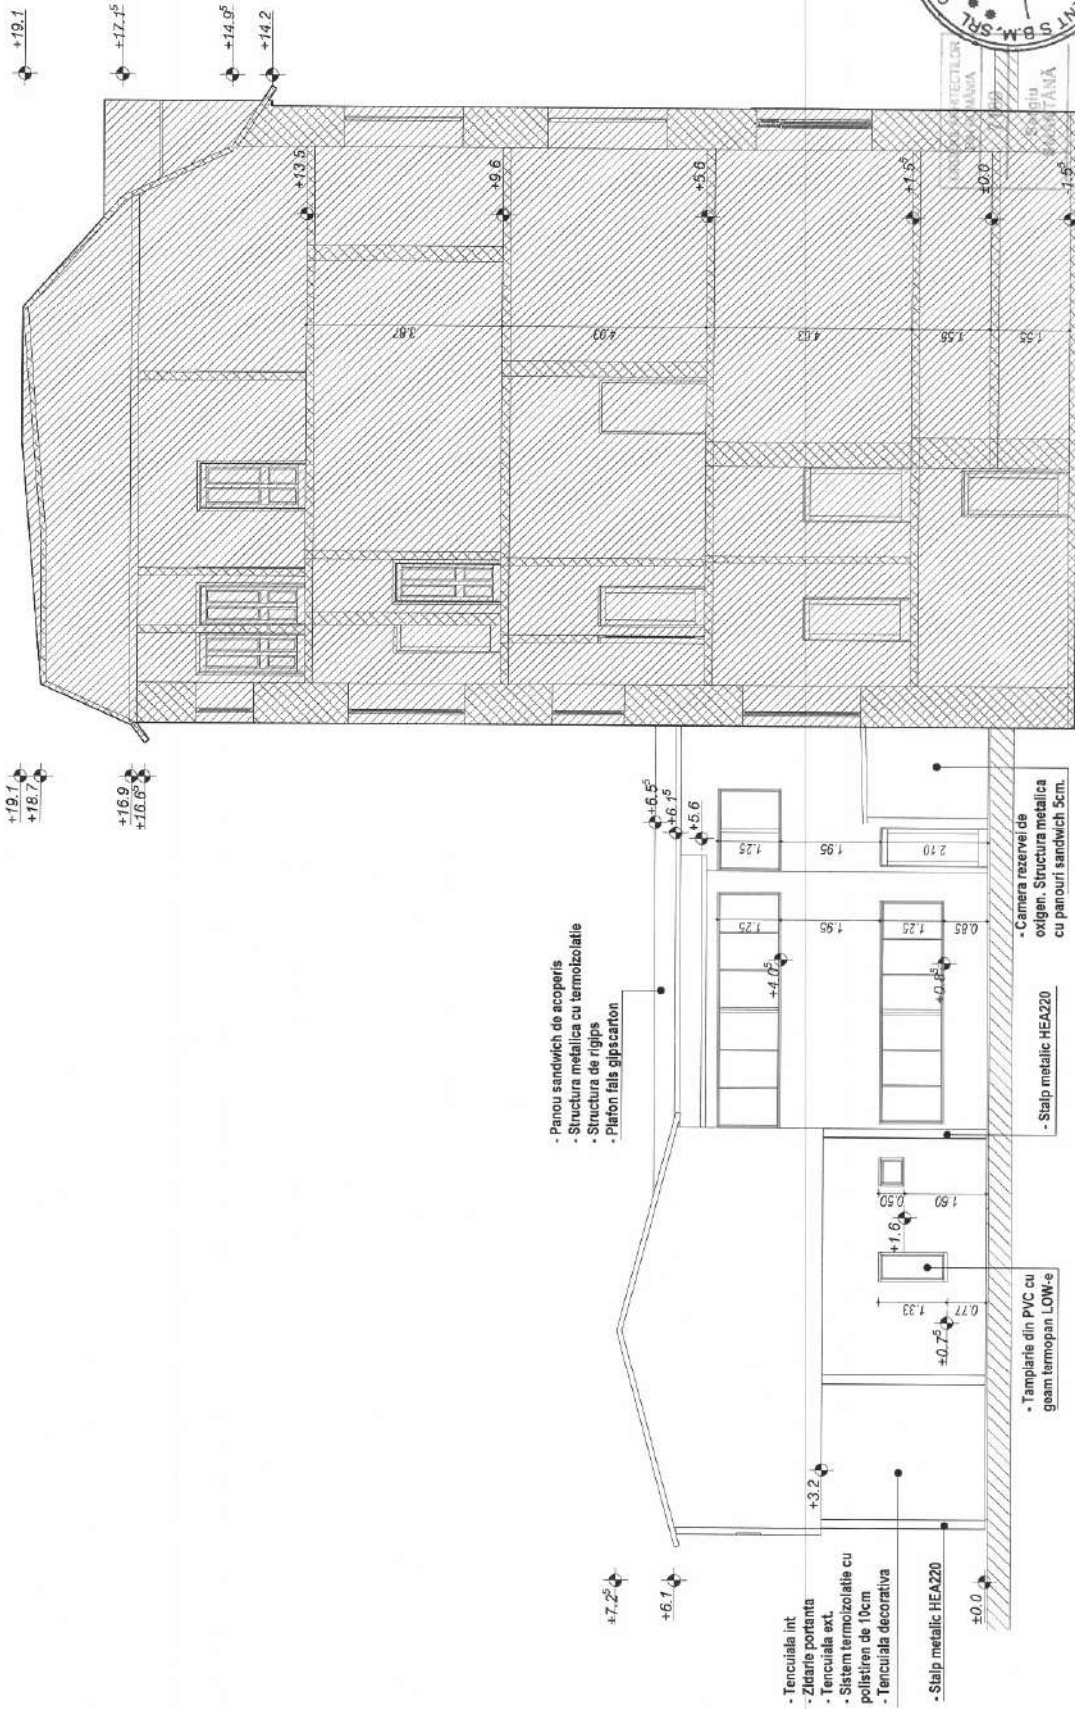 +19.1
+17.1⁵
+14.9⁵
+14.2
+13.5
+9.6
+5.6
+1.5⁵
±0.0
-1.5⁵
3.87
4.03
4.03
1.55
1.55
+19.1
+18.7
+16.9
+16.6⁵
+6.5⁵
+6.1⁵
+5.6
1.25
1.95
2.10
1.25
1.95
1.25
0.85
+4.0⁵
+0.8⁵
- Panou sandwich de acoperis
- Structura metalica cu termoizolatie
- Structura de rigips
- Plafon fals gipscarton
- Camera rezervei de
oxigen. Structura metalica
cu panouri sandwich 5cm.
- Stalp metalic HEA220
0.50
1.60
+1.6
1.33
0.77
±0.7⁵
- Tamplarie din PVC cu
geam termopan LOW-e
+3.2
+7.2⁵
+6.1
±0.0
- Tencuiala int
- Zidarie portanta
- Tencuiala ext.
- Sistem termoizolatie cu
polistiren de 10cm
- Tencuiala decorativa
- Stalp metalic HEA220
S.B.M. SRL